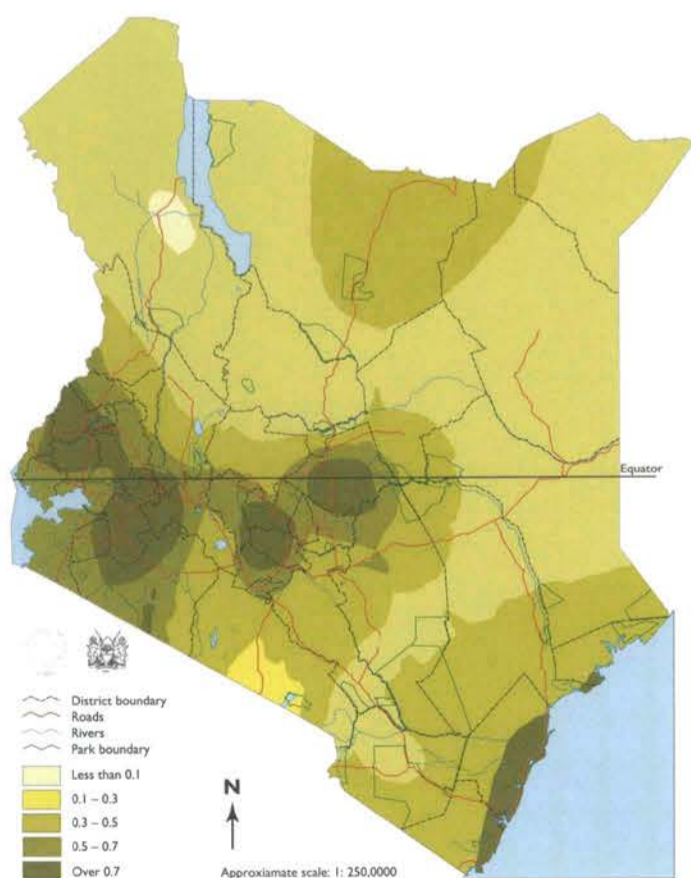 Equator
District boundary
Roads
Rivers
Park boundary
Less than 0.1
0.1 – 0.3
0.3 – 0.5
0.5 – 0.7
Over 0.7
N
Approxiamate scale: 1: 250,0000